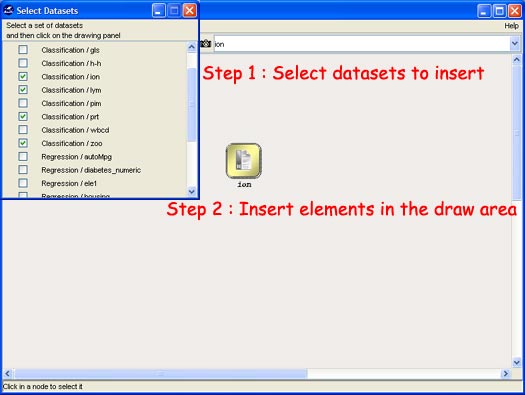 Select Datasets
Select a set of datasets
and then click on the drawing panel
Classification / gls
Classification / h-h
Classification / ion
Classification / lym
Classification / pim
Classification / prt
Classification / wbcd
Classification / zoo
Regression / autoMpg
Regression / diabetes_numeric
Regression / ele1
Regression / housing
Help
ion
Step 1 : Select datasets to insert
ion
Step 2 : Insert elements in the draw area
Click in a node to select it